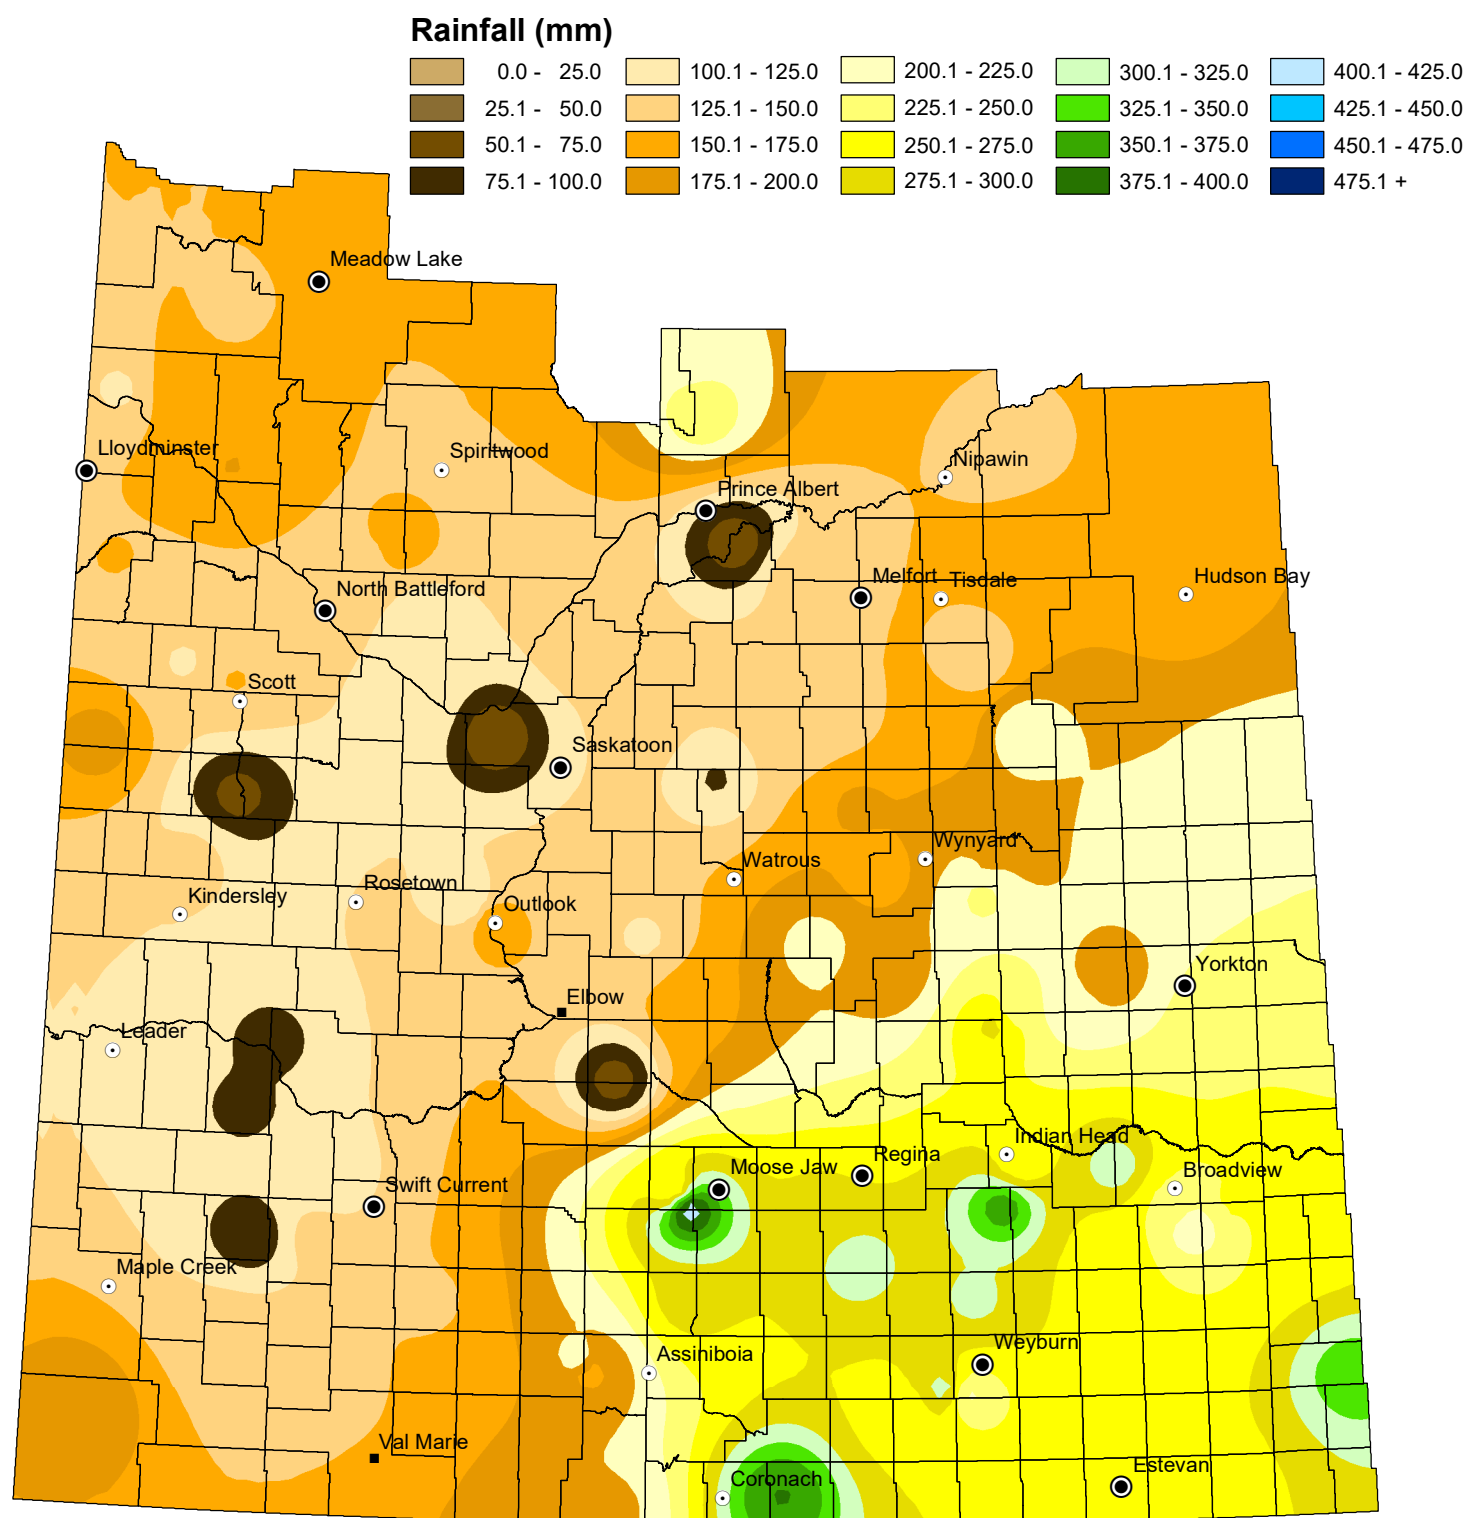 Rainfall (mm)
0.0 - 25.0
100.1 - 125.0
200.1 - 225.0
300.1 - 325.0
400.1 - 425.0
25.1 - 50.0
125.1 - 150.0
225.1 - 250.0
325.1 - 350.0
425.1 - 450.0
50.1 - 75.0
150.1 - 175.0
250.1 - 275.0
350.1 - 375.0
450.1 - 475.0
75.1 - 100.0
175.1 - 200.0
275.1 - 300.0
375.1 - 400.0
475.1 +
Meadow Lake
Lloydminster
Spiritwood
Nipawin
Prince Albert
North Battleford
Melfort
Tisdale
Hudson Bay
Scott
Saskatoon
Wynyard
Watrous
Kindersley
Rosetown
Outlook
Yorkton
Elbow
Leader
Indian Head
Regina
Moose Jaw
Broadview
Swift Current
Maple Creek
Weyburn
Assiniboia
Val Marie
Estevan
Coronach